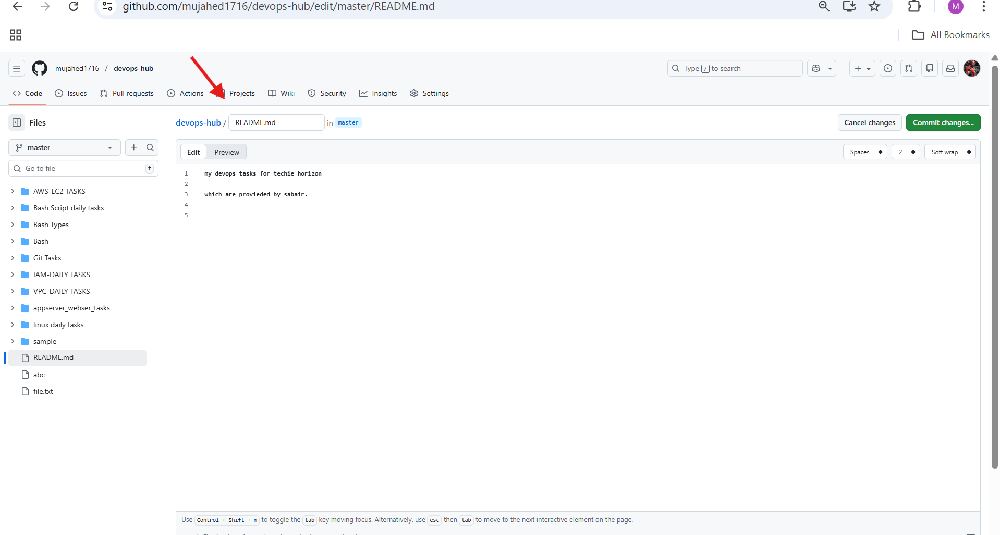 github.com/mujahed1716/devops-hub/edit/master/README.md
M
All Bookmarks
mujahed1716 / devops-hub
Type / to search
Code Issues Pull requests Actions Projects Wiki Security Insights Settings
Files
devops-hub / README.md in master
Cancel changes Commit changes...
master
Edit Preview
Spaces 2 Soft wrap
Go to file t
1 my devops tasks for techie horizon
2 ---
3 which are provieded by sabair.
4 ---
5
AWS-EC2 TASKS
Bash Script daily tasks
Bash Types
Bash
Git Tasks
IAM-DAILY TASKS
VPC-DAILY TASKS
appserver_webser_tasks
linux daily tasks
sample
README.md
abc
file.txt
Use Control + Shift + m to toggle the tab key moving focus. Alternatively, use esc then tab to move to the next interactive element on the page.